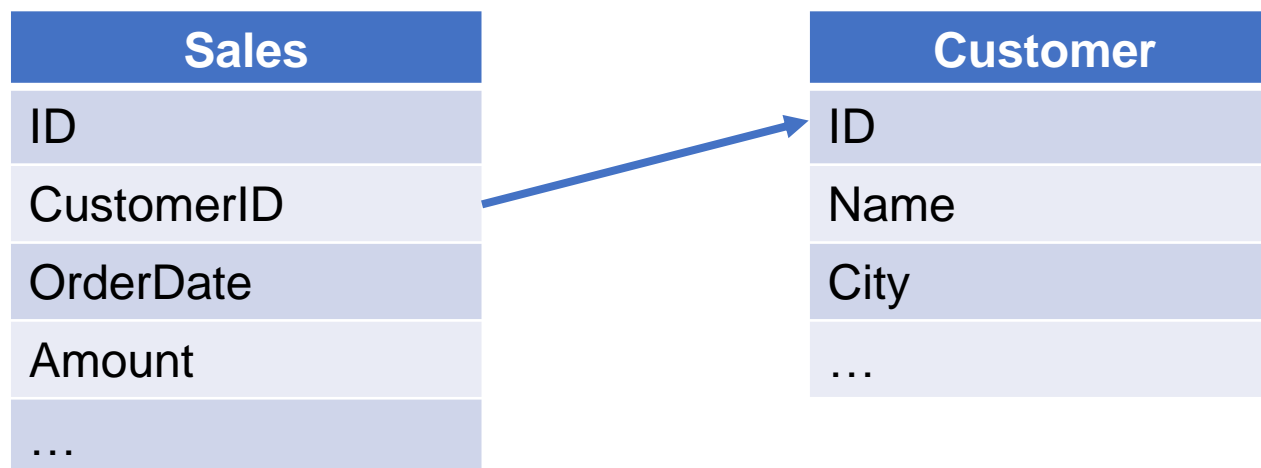 Sales
ID
CustomerID
OrderDate
Amount
…
Customer
ID
Name
City
…